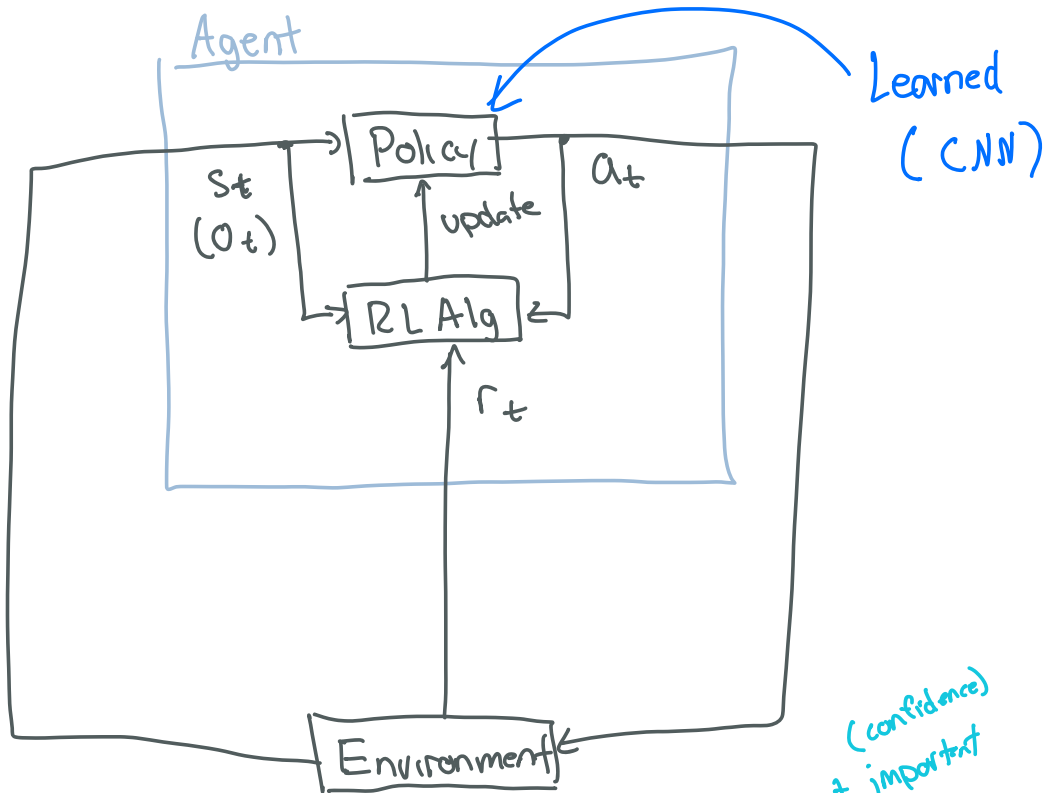 Agent
Learned
(CNN)
Policy
St
(Ot)
at
update
RL Alg
rt
Environment
(confidence)
important